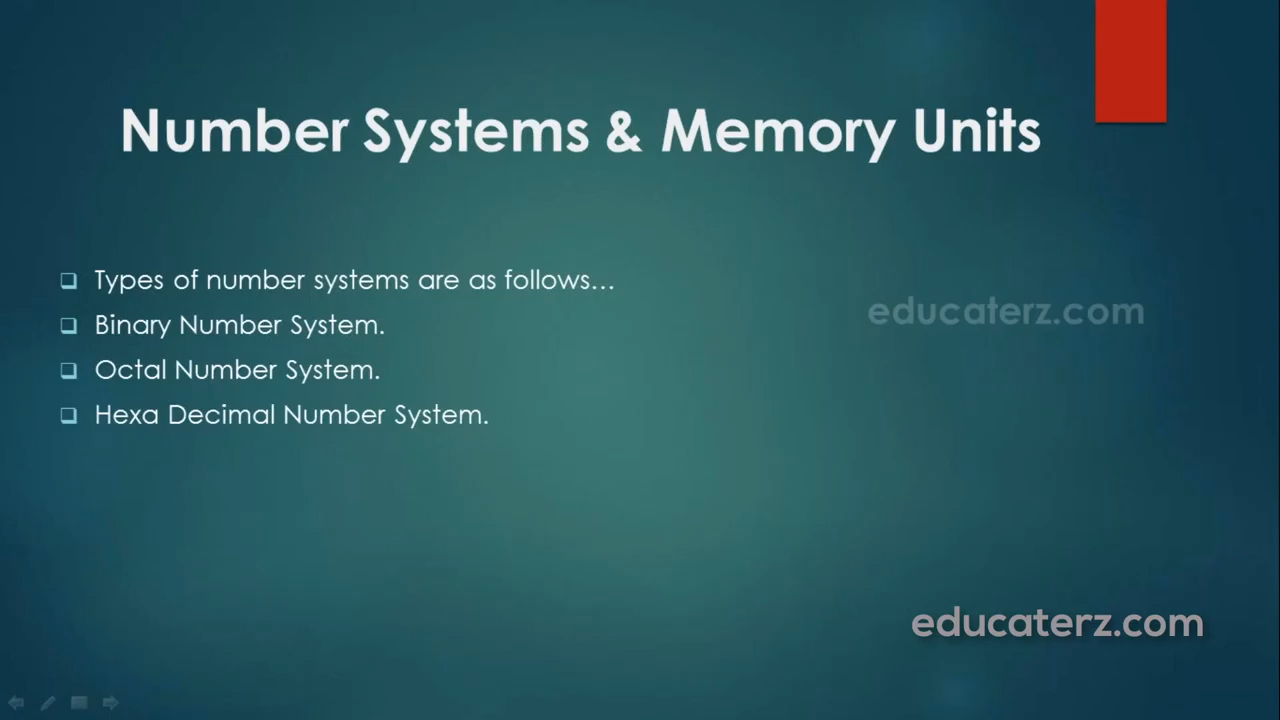 Number Systems & Memory Units
Types of number systems are as follows...
educaterz.com
Binary Number System.
Octal Number System.
Hexa Decimal Number System.
educaterz.com